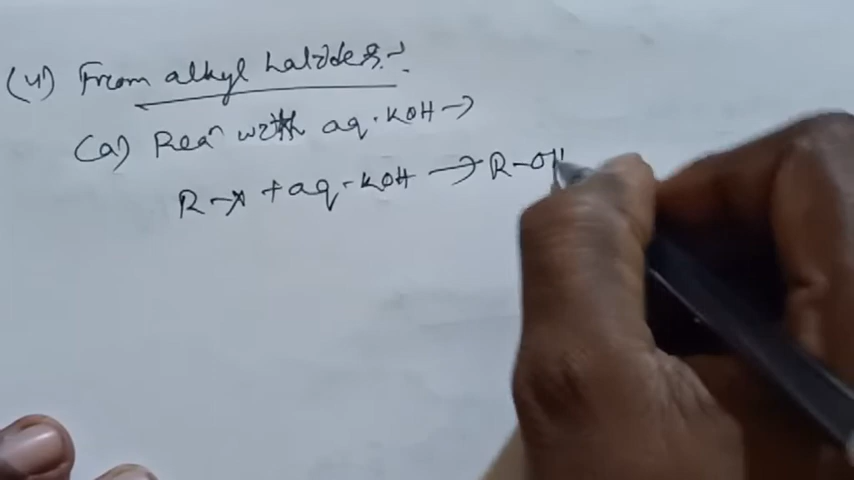 (4) From alkyl halides:-
(a) Reaⁿ with aq. KOH →
R-X + aq. KOH → R-OH